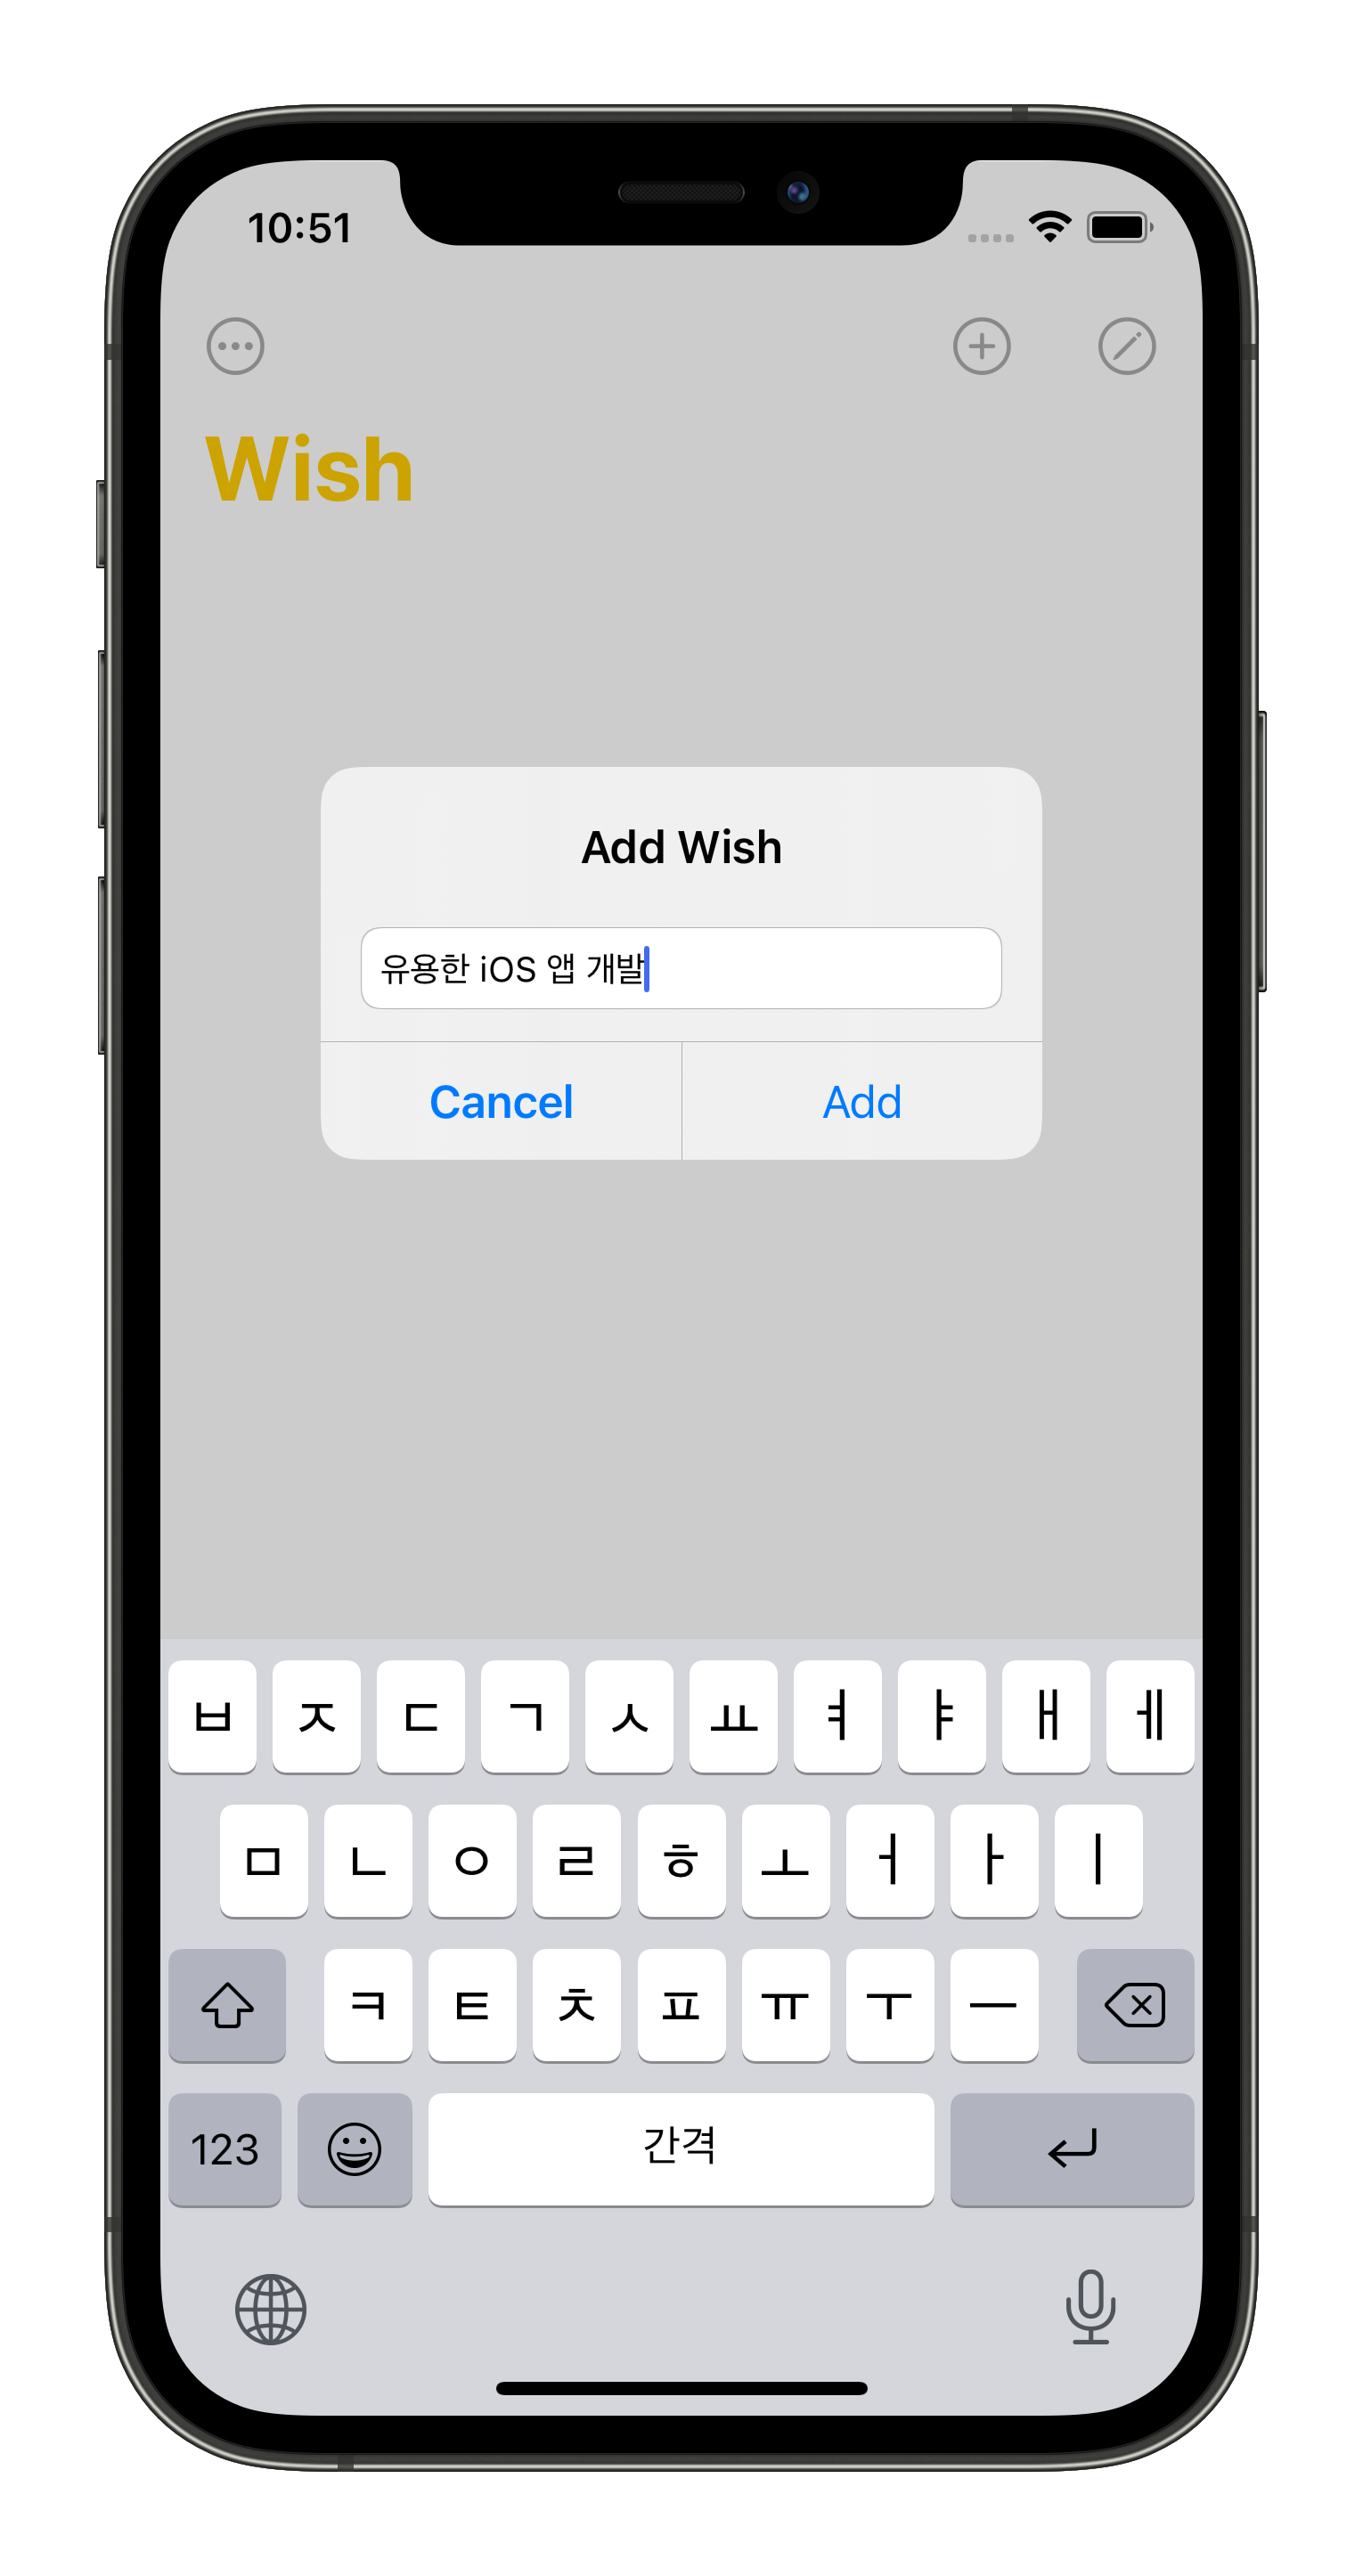 10:51
Wish
Add Wish
유용한 iOS 앱 개발
Cancel Add
ㅂ ㅈ ㄷ ㄱ ㅅ ㅛ ㅕ ㅑ ㅐ ㅔ
ㅁ ㄴ ㅇ ㄹ ㅎ ㅗ ㅓ ㅏ ㅣ
ㅋ ㅌ ㅊ ㅍ ㅠ ㅜ ㅡ
123 간격